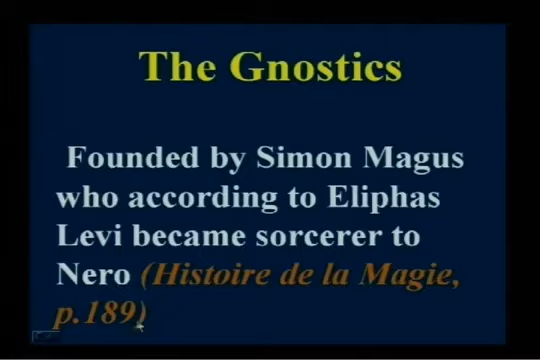 The Gnostics
Founded by Simon Magus
who according to Eliphas
Levi became sorcerer to
Nero (Histoire de la Magie,
p.189)